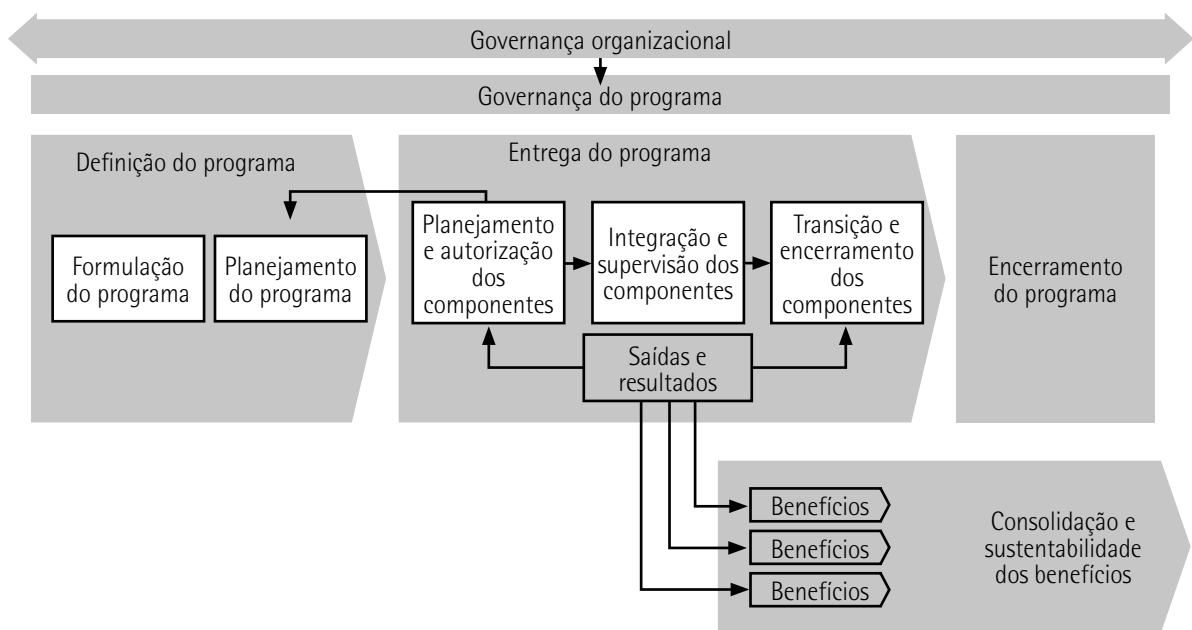 Governança organizacional
Governança do programa
Definição do programa
Formulação
do programa
Planejamento
do programa
Entrega do programa
Planejamento
e autorização
dos
componentes
Integração e
supervisão dos
componentes
Transição e
encerramento
dos
componentes
Saídas e
resultados
Encerramento
do programa
Benefícios
Benefícios
Benefícios
Consolidação e
sustentabilidade
dos benefícios